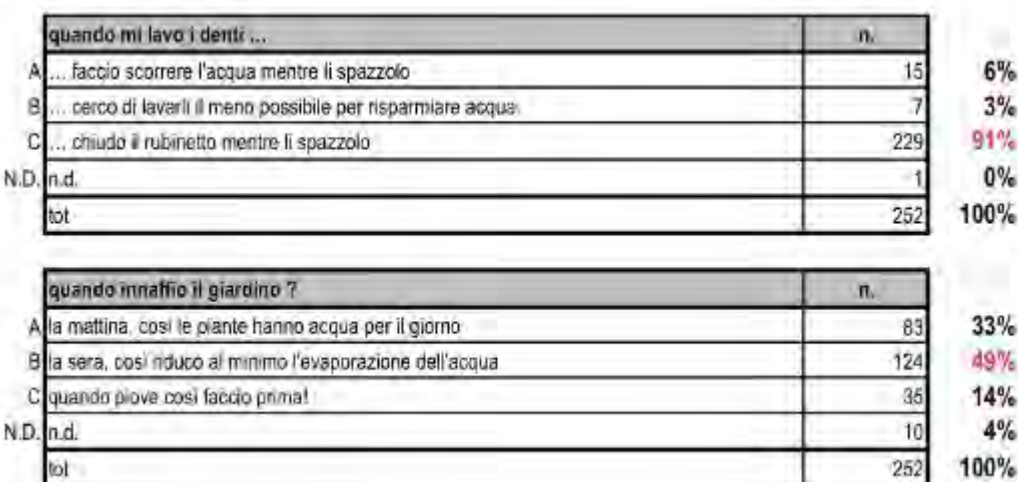 quando mi lavo i denti ... n.
A ... faccio scorrere l'acqua mentre li spazzolo 15 6%
B ... cerco di lavarli il meno possibile per risparmiare acqua. 7 3%
C ... chiudo il rubinetto mentre li spazzolo 229 91%
N.D. n.d. 1 0%
tot 252 100%
quando innaffio il giardino ? n.
A la mattina, così le piante hanno acqua per il giorno 83 33%
B la sera, così riduco al minimo l'evaporazione dell'acqua 124 49%
C quando piove così faccio prima! 35 14%
N.D. n.d. 10 4%
tot 252 100%